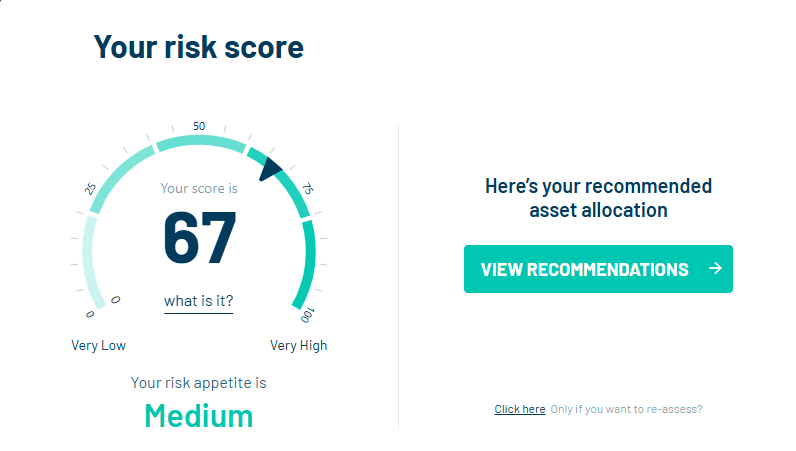 Your risk score
50
25
75
Your score is
67
what is it?
0
0
100
Very Low
Very High
Your risk appetite is
Medium
Here’s your recommended
asset allocation
VIEW RECOMMENDATIONS →
Click here Only if you want to re-assess?